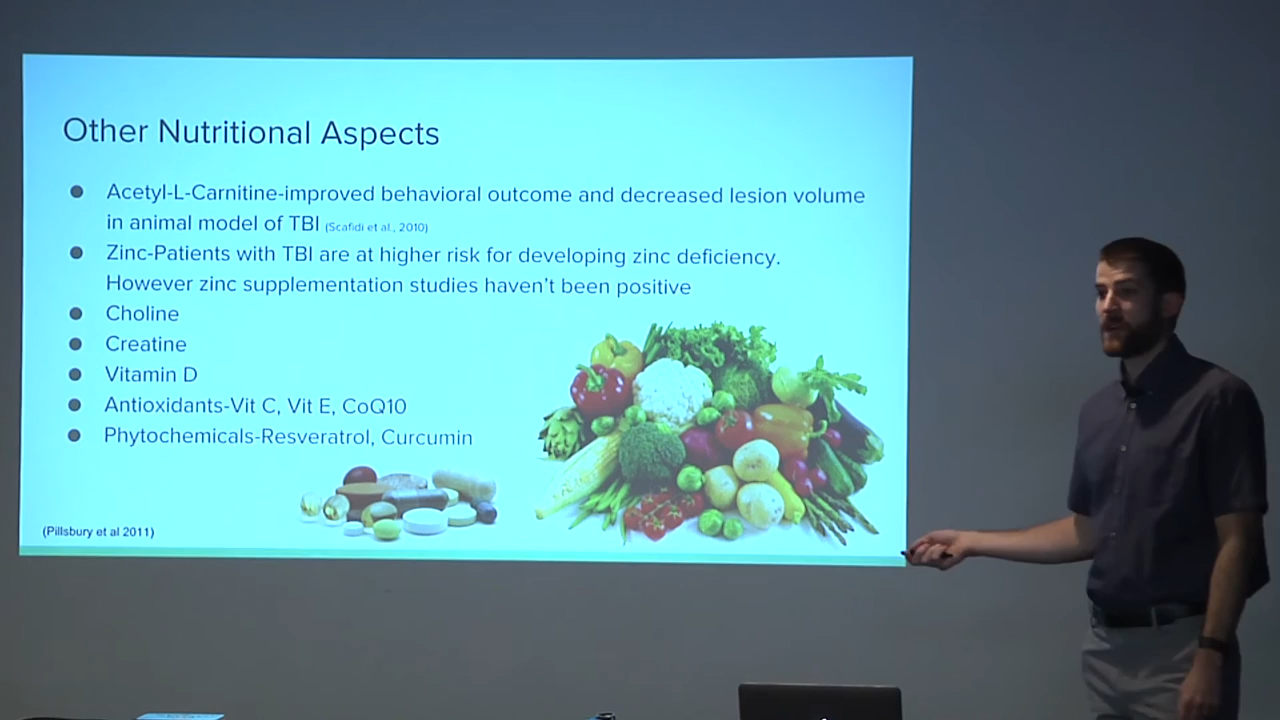 Other Nutritional Aspects
Acetyl-L-Carnitine-improved behavioral outcome and decreased lesion volume
in animal model of TBI (Scafidi et al., 2010)
Zinc-Patients with TBI are at higher risk for developing zinc deficiency.
However zinc supplementation studies haven't been positive
Choline
Creatine
Vitamin D
Antioxidants-Vit C, Vit E, CoQ10
Phytochemicals-Resveratrol, Curcumin
(Pillsbury et al 2011)